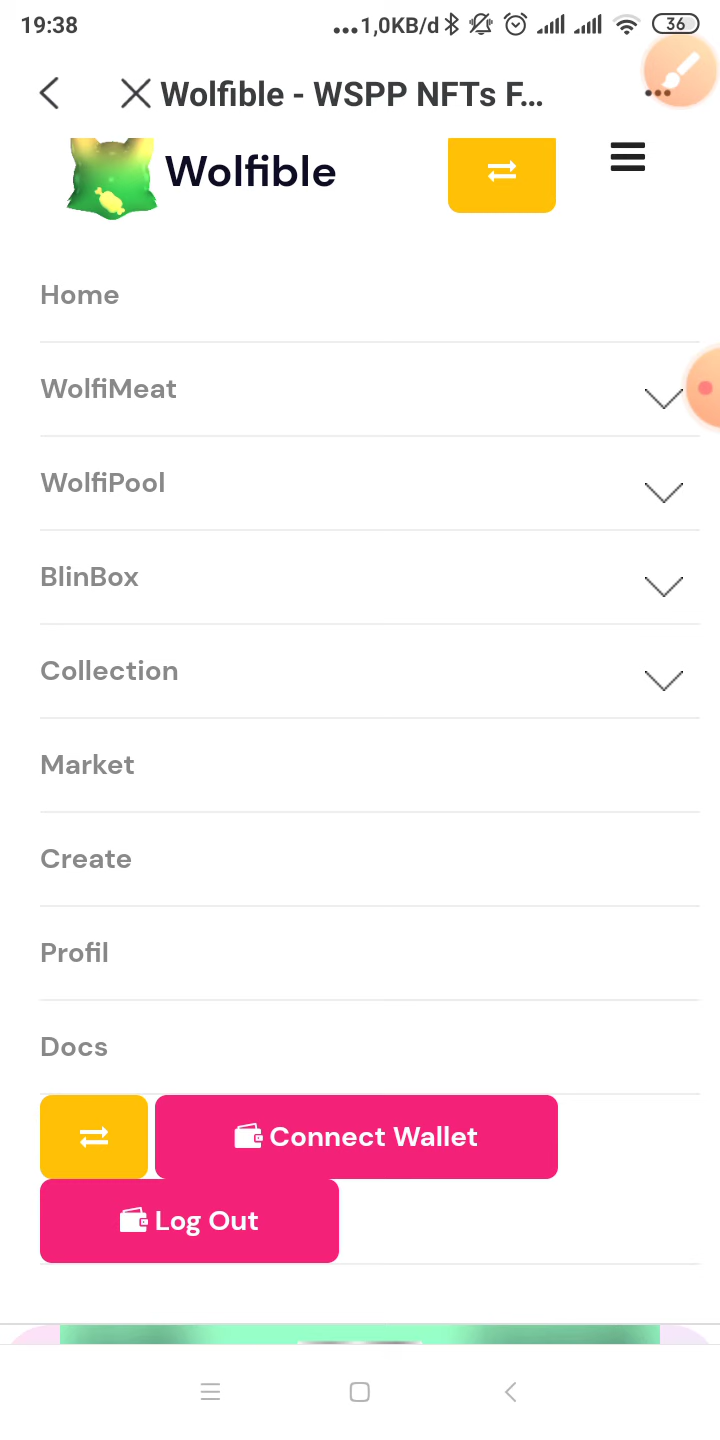 19:38
...1,0KB/d
36
Wolfible - WSPP NFTs F...
Wolfible
Home
WolfiMeat
WolfiPool
BlinBox
Collection
Market
Create
Profil
Docs
Connect Wallet
Log Out